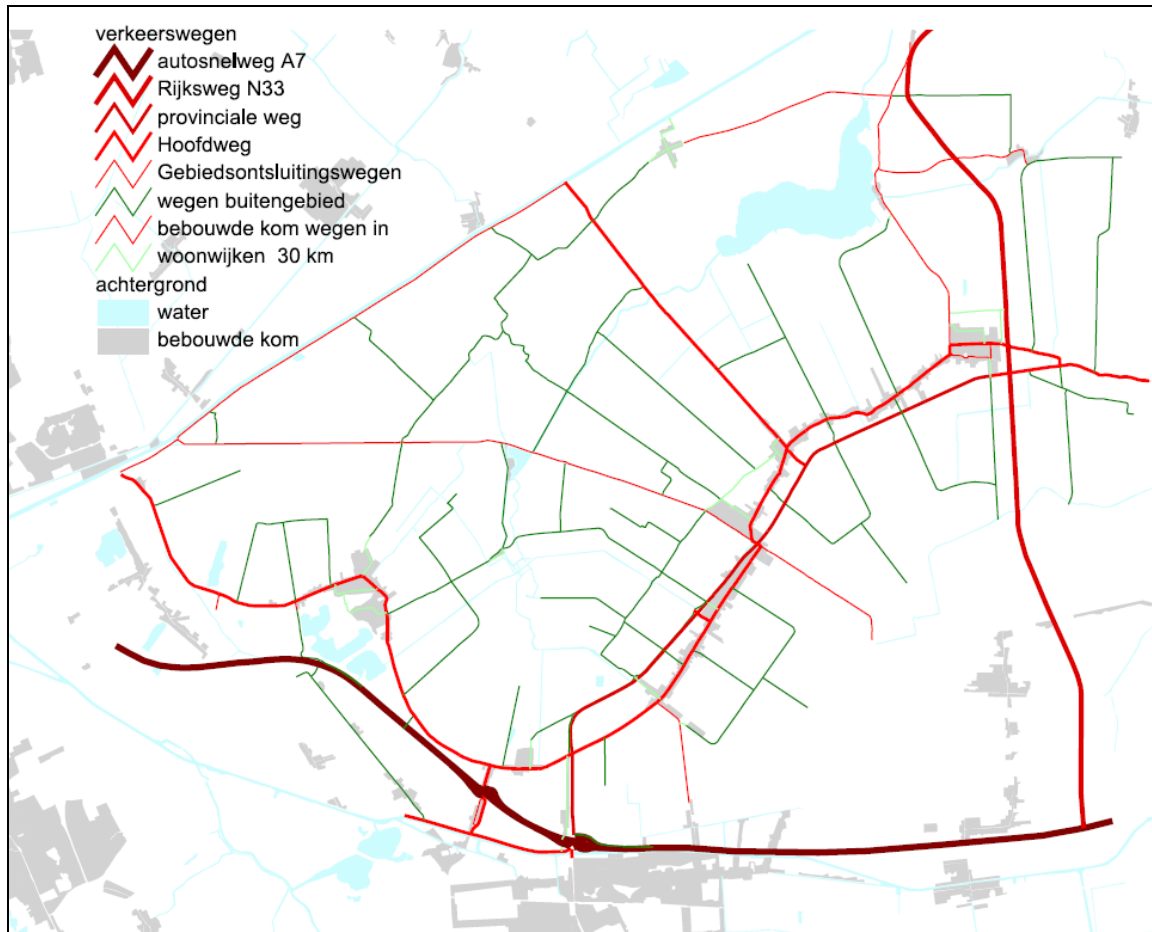 verkeerswegen
autosnelweg A7
Rijksweg N33
provinciale weg
Hoofdweg
Gebiedsontsluitingswegen
wegen buitengebied
bebouwde kom wegen in
woonwijken 30 km
achtergrond
water
bebouwde kom